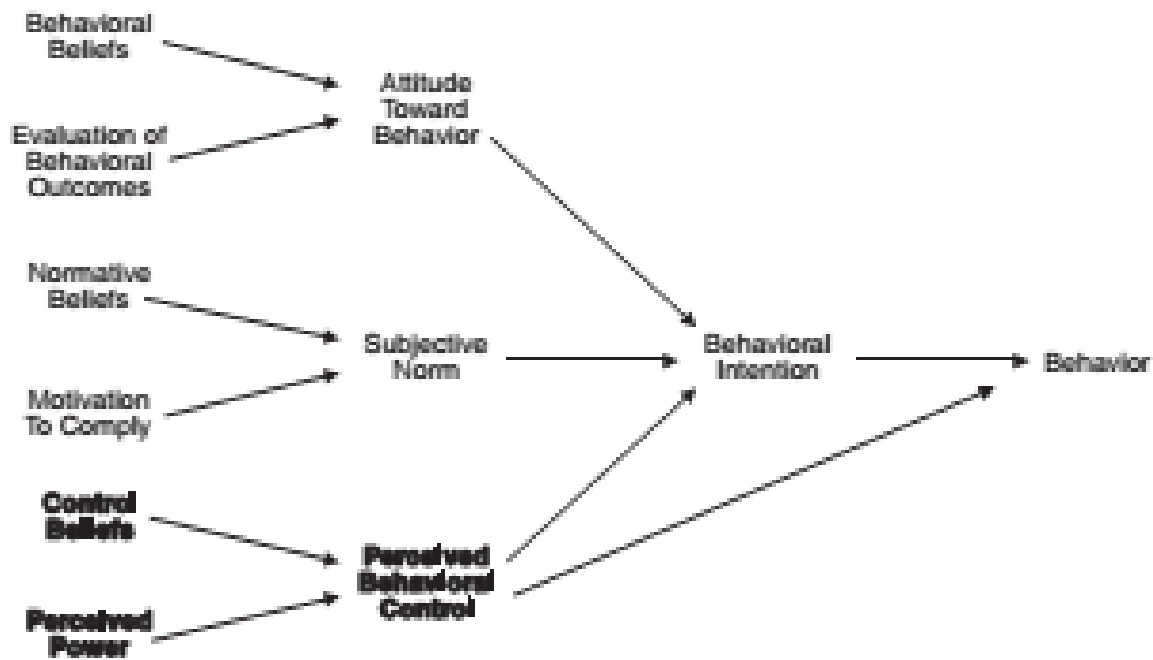 Behavioral
Beliefs
Attitude
Toward
Behavior
Evaluation of
Behavioral
Outcomes
Normative
Beliefs
Subjective
Norm
Behavioral
Intention
Behavior
Motivation
To Comply
Control
Beliefs
Perceived
Behavioral
Control
Perceived
Power